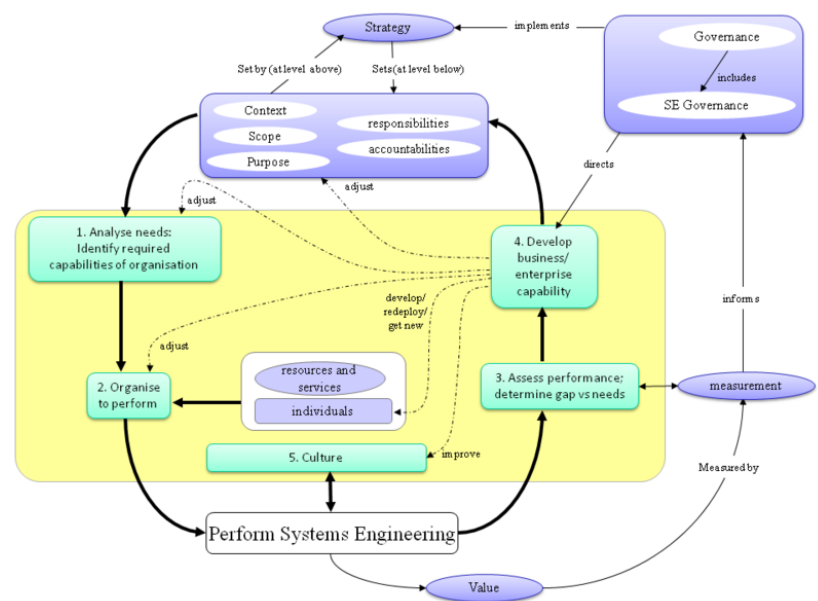 Strategy
implements
Governance
includes
SE Governance
Set by (at level above)
Sets(at level below)
Context
Scope
Purpose
responsibilities
accountabilities
directs
adjust
adjust
1. Analyse needs:
Identify required
capabilities of organisation
4. Develop
business/
enterprise
capability
develop/
redeploy/
get new
informs
adjust
2. Organise
to perform
resources and
services
individuals
3. Assess performance;
determine gap vs needs
measurement
5. Culture
improve
Measured by
Perform Systems Engineering
Value